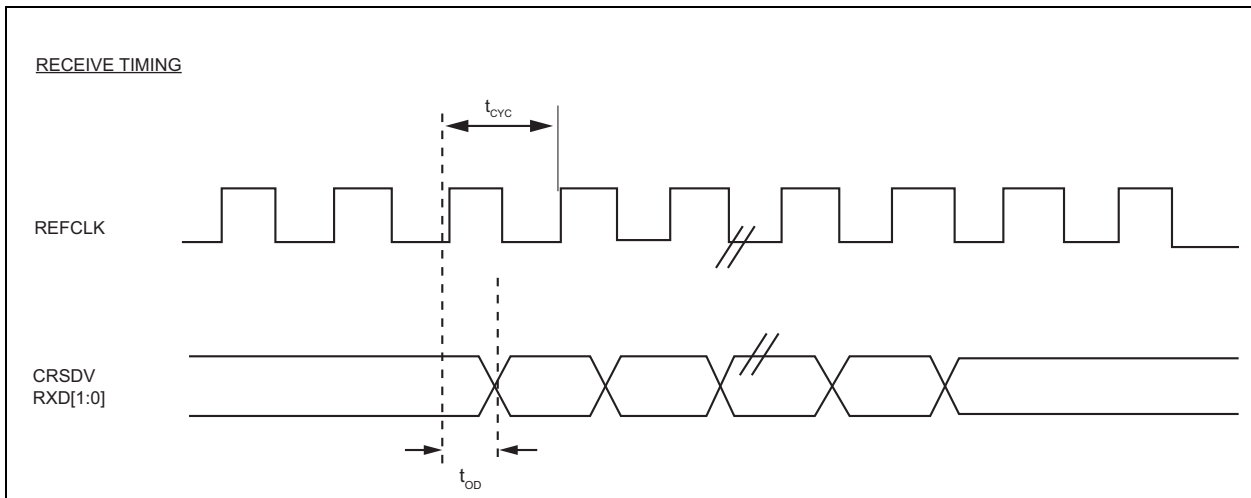 RECEIVE TIMING
tCYC
REFCLK
CRSDV
RXD[1:0]
tOD